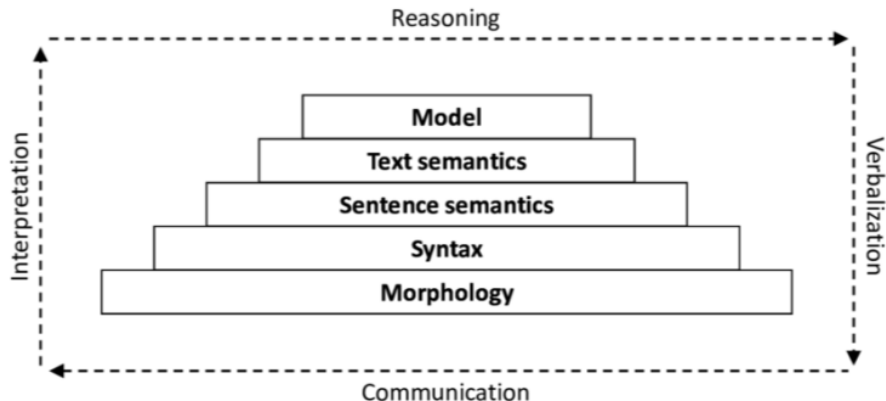 Reasoning
Interpretation
Model
Text semantics
Sentence semantics
Syntax
Morphology
Verbalization
Communication